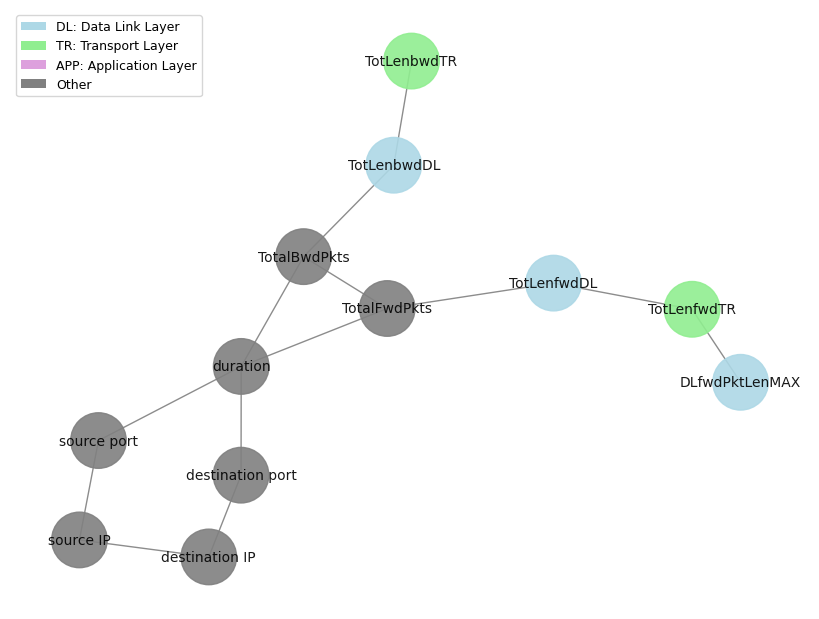 DL: Data Link Layer
TR: Transport Layer
APP: Application Layer
Other
TotLenbwdTR
TotLenbwdDL
TotalBwdPkts
TotLenfwdDL
TotalFwdPkts
TotLenfwdTR
duration
DLfwdPktLenMAX
source port
destination port
source IP
destination IP